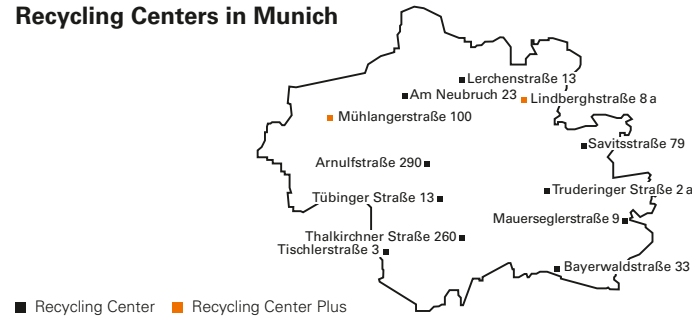 Recycling Centers in Munich
Lerchenstraße 13
Am Neubruch 23
Lindberghstraße 8 a
Mühlangerstraße 100
Savitsstraße 79
Arnulfstraße 290
Truderinger Straße 2 a
Tübinger Straße 13
Mauerseglerstraße 9
Thalkirchner Straße 260
Tischlerstraße 3
Bayerwaldstraße 33
Recycling Center
Recycling Center Plus